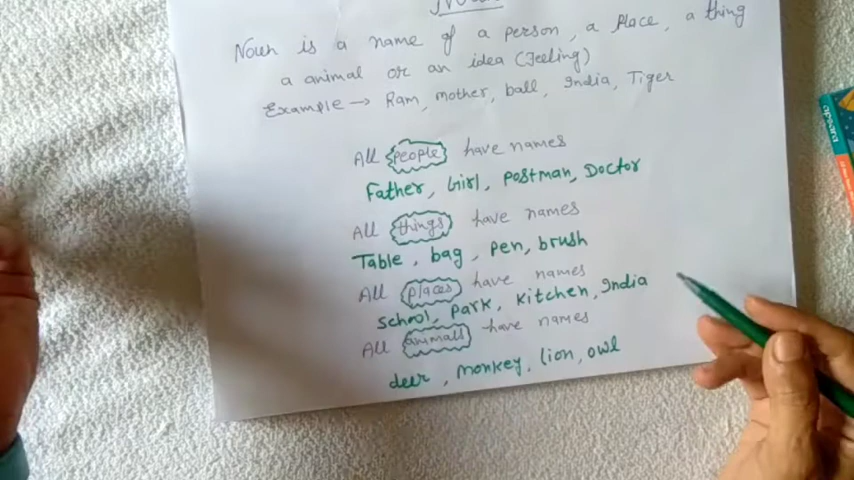 Noun
Noun is a name of a person, a place, a thing
a animal or an idea (feeling)
Example → Ram, mother, ball, India, Tiger
All people have names
Father, Girl, postman, Doctor
All things have names
Table, bag, pen, brush
All places have names
school, park, kitchen, India
All animals have names
deer, monkey, lion, owl